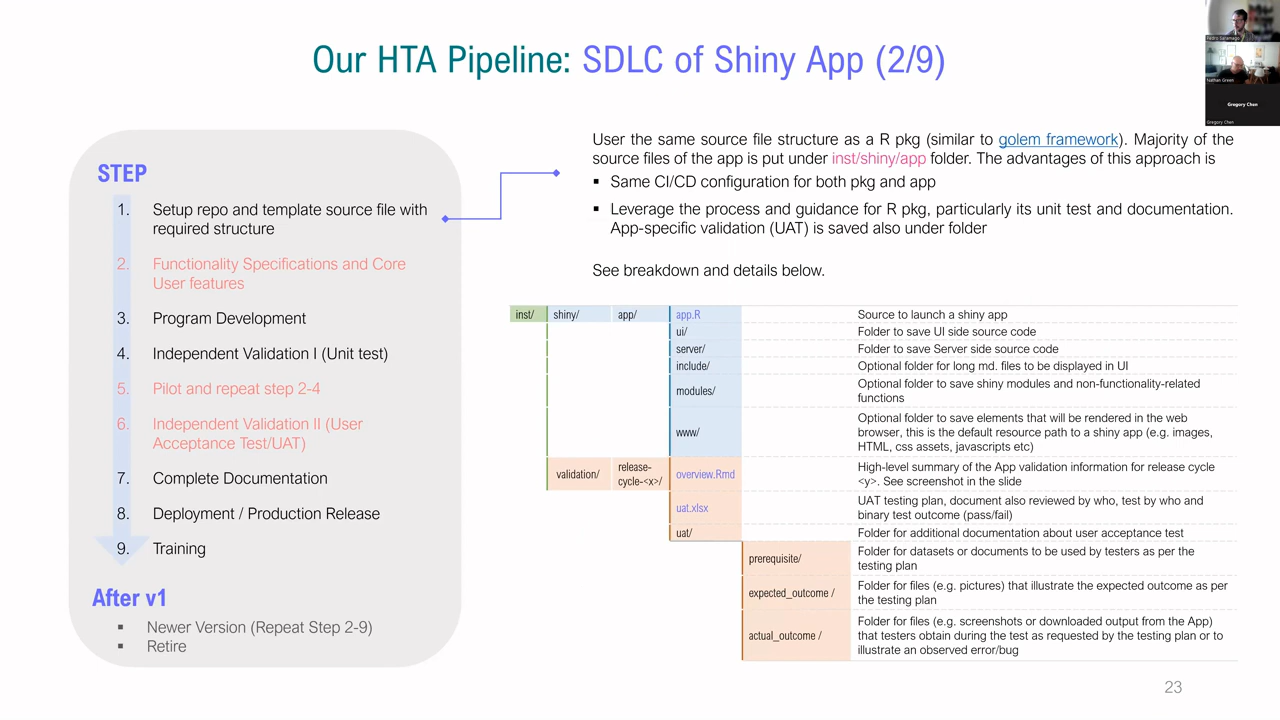 Our HTA Pipeline: SDLC of Shiny App (2/9)
Pedro Saramago
Nathan Green
Gregory Chen
Gregory Chen
STEP
1. Setup repo and template source file with
required structure
2. Functionality Specifications and Core
User features
3. Program Development
4. Independent Validation I (Unit test)
5. Pilot and repeat step 2-4
6. Independent Validation II (User
Acceptance Test/UAT)
7. Complete Documentation
8. Deployment / Production Release
9. Training
After v1
▪ Newer Version (Repeat Step 2-9)
▪ Retire
User the same source file structure as a R pkg (similar to golem framework). Majority of the
source files of the app is put under inst/shiny/app folder. The advantages of this approach is
▪ Same CI/CD configuration for both pkg and app
▪ Leverage the process and guidance for R pkg, particularly its unit test and documentation.
App-specific validation (UAT) is saved also under folder
See breakdown and details below.
inst/ shiny/ app/ app.R Source to launch a shiny app
ui/ Folder to save UI side source code
server/ Folder to save Server side source code
include/ Optional folder for long md. files to be displayed in UI
modules/ Optional folder to save shiny modules and non-functionality-related
functions
www/ Optional folder to save elements that will be rendered in the web
browser, this is the default resource path to a shiny app (e.g. images,
HTML, css assets, javascripts etc)
validation/ release-
cycle-<x>/ overview.Rmd High-level summary of the App validation information for release cycle
<y>. See screenshot in the slide
uat.xlsx UAT testing plan, document also reviewed by who, test by who and
binary test outcome (pass/fail)
uat/ Folder for additional documentation about user acceptance test
prerequisite/ Folder for datasets or documents to be used by testers as per the
testing plan
expected_outcome / Folder for files (e.g. pictures) that illustrate the expected outcome as per
the testing plan
actual_outcome / Folder for files (e.g. screenshots or downloaded output from the App)
that testers obtain during the test as requested by the testing plan or to
illustrate an observed error/bug
23